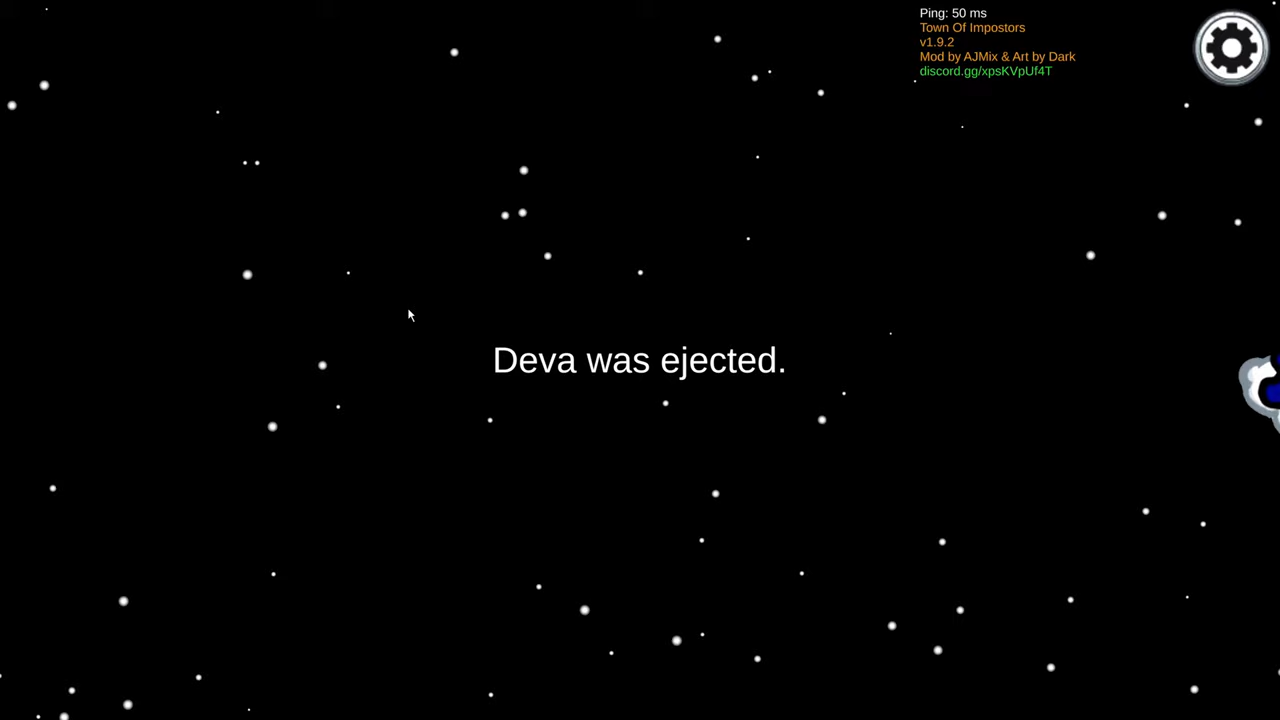 Ping: 50 ms
Town Of Impostors
v1.9.2
Mod by AJMix & Art by Dark
discord.gg/xpsKVpUf4T
Deva was ejected.